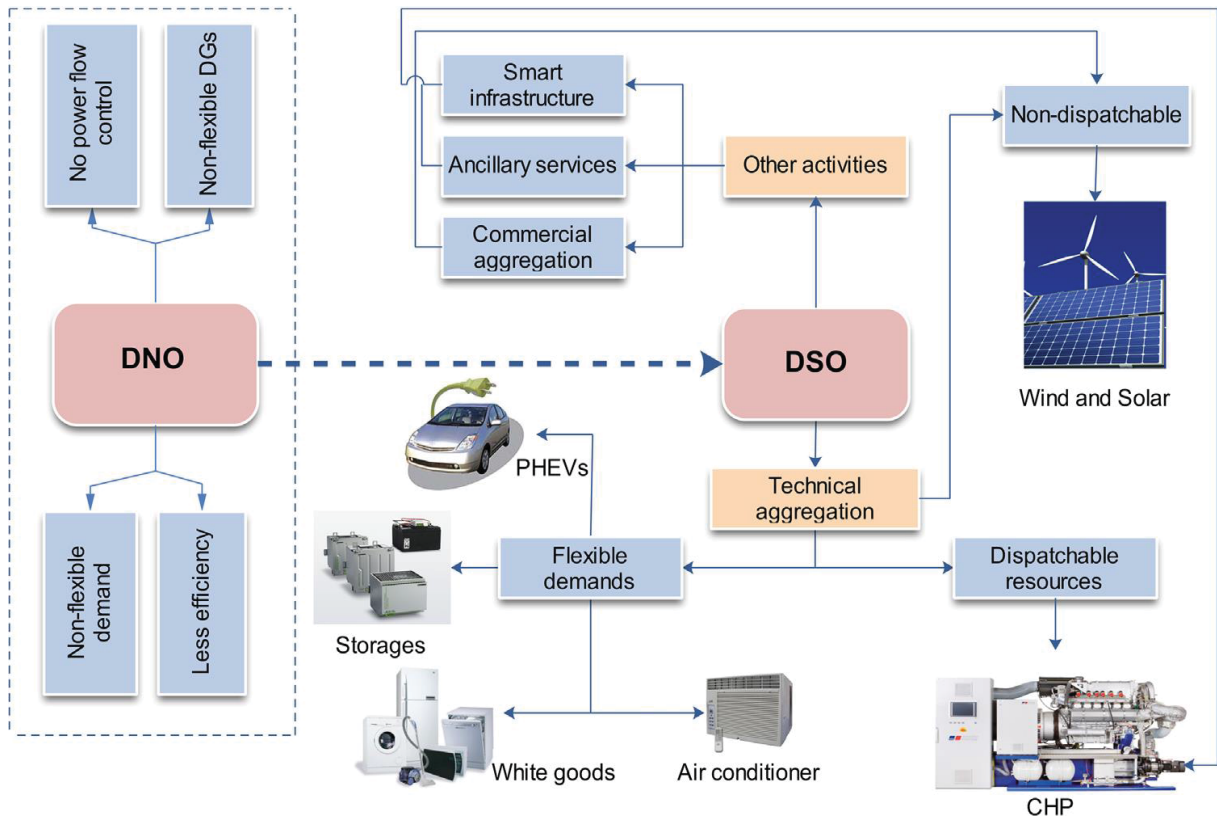 No power flow
control
Non-flexible DGs
DNO
Non-flexible
demand
Less efficiency
Smart
infrastructure
Ancillary services
Commercial
aggregation
Other activities
Non-dispatchable
Wind and Solar
DSO
PHEVs
Technical
aggregation
Flexible
demands
Dispatchable
resources
Storages
White goods
Air conditioner
CHP